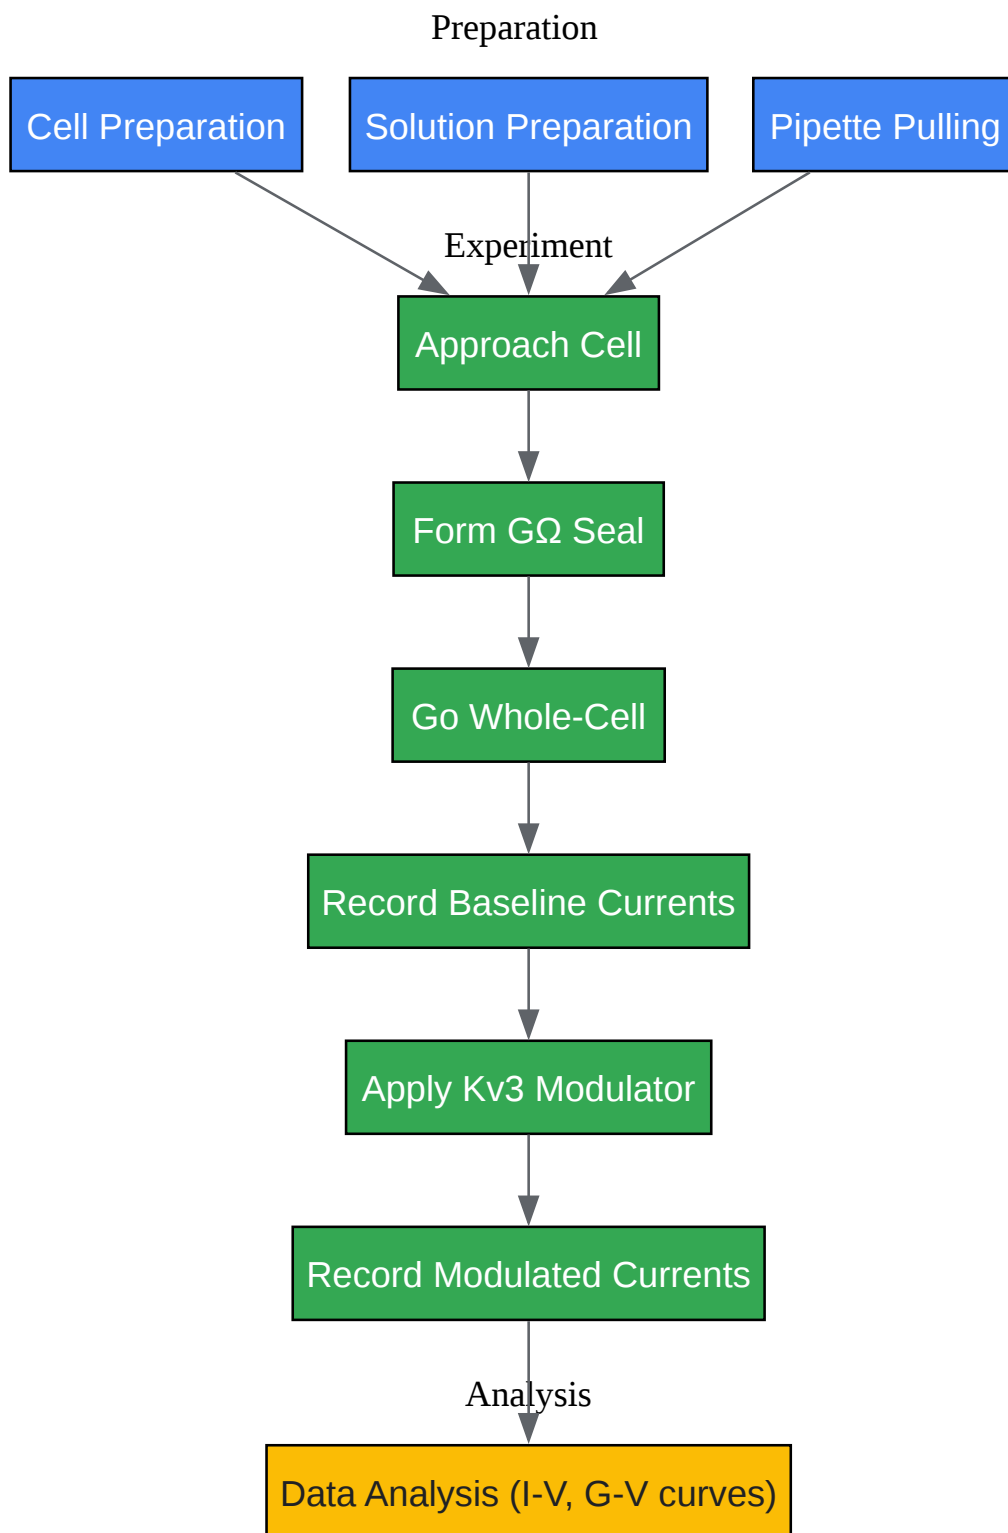 Preparation
Cell Preparation
Solution Preparation
Pipette Pulling
Experiment
Approach Cell
Form GΩ Seal
Go Whole-Cell
Record Baseline Currents
Apply Kv3 Modulator
Record Modulated Currents
Analysis
Data Analysis (I-V, G-V curves)